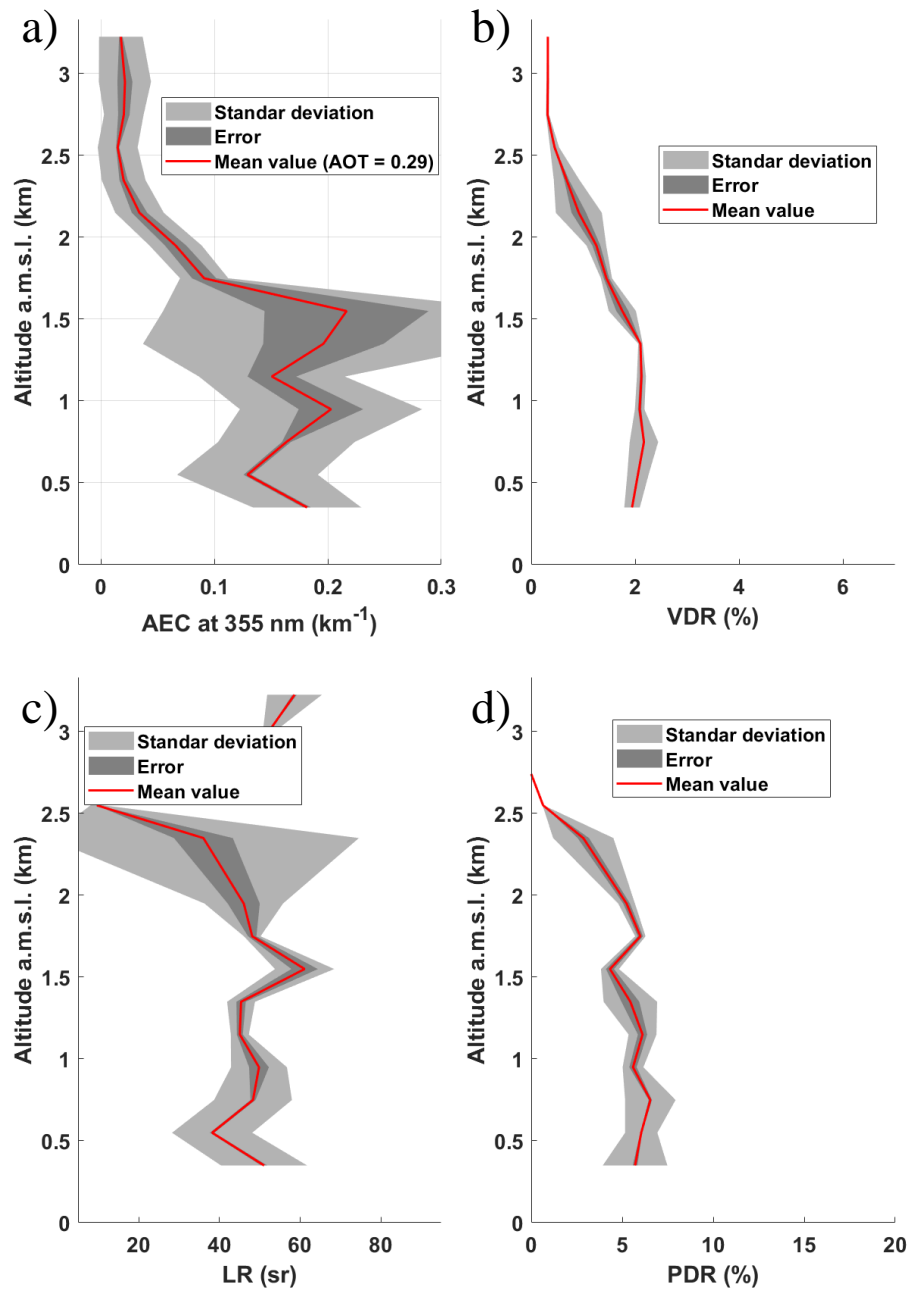 a)
3
2.5
2
1.5
1
0.5
0
Altitude a.m.s.l. (km)
Standar deviation
Error
Mean value (AOT = 0.29)
0
0.1
0.2
0.3
AEC at 355 nm (km⁻¹)
b)
3
2.5
2
1.5
1
0.5
0
Altitude a.m.s.l. (km)
Standar deviation
Error
Mean value
0
2
4
6
VDR (%)
c)
3
2.5
2
1.5
1
0.5
0
Altitude a.m.s.l. (km)
Standar deviation
Error
Mean value
20
40
60
80
LR (sr)
d)
3
2.5
2
1.5
1
0.5
0
Altitude a.m.s.l. (km)
Standar deviation
Error
Mean value
0
5
10
15
20
PDR (%)